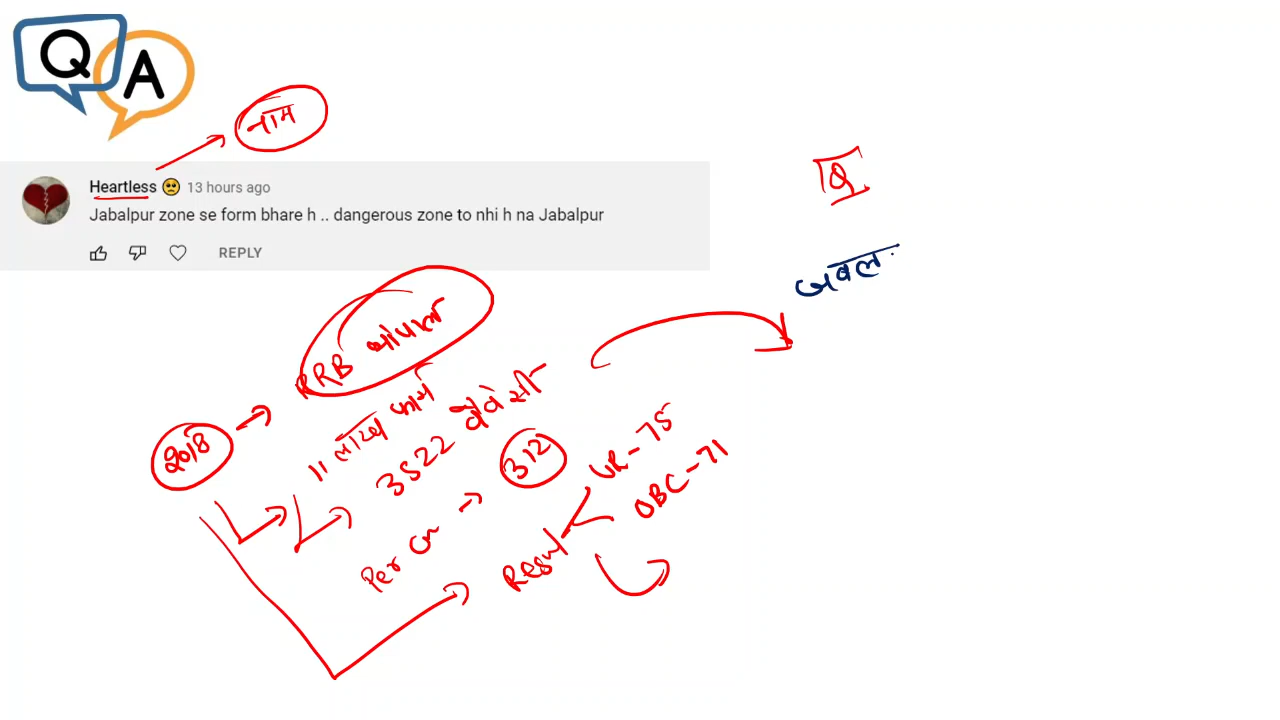 Q A
नाम
Heartless 🥺 13 hours ago
Jabalpur zone se form bhare h .. dangerous zone to nhi h na Jabalpur
REPLY
Q
जबल
RRB भोपाल
2018
11 लाख फार्म
3522 वैकेंसी
Per
312
UR-75
OBC-71